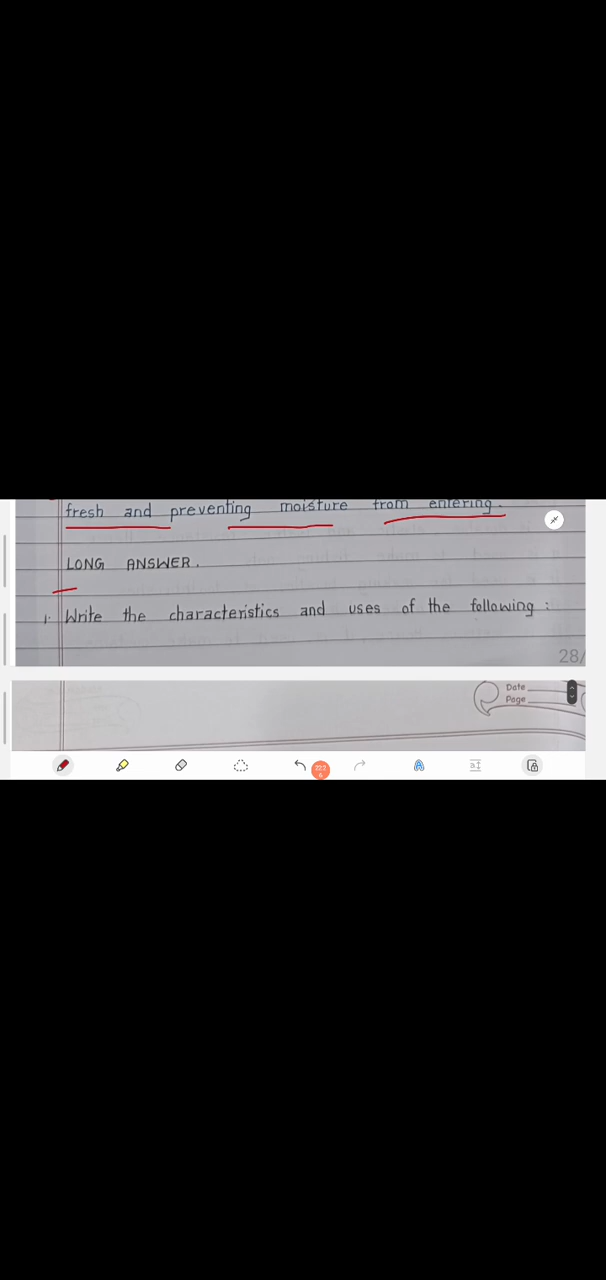 fresh and preventing moisture from entering.
LONG ANSWER.
1. Write the characteristics and uses of the following :
28/
Date
Page